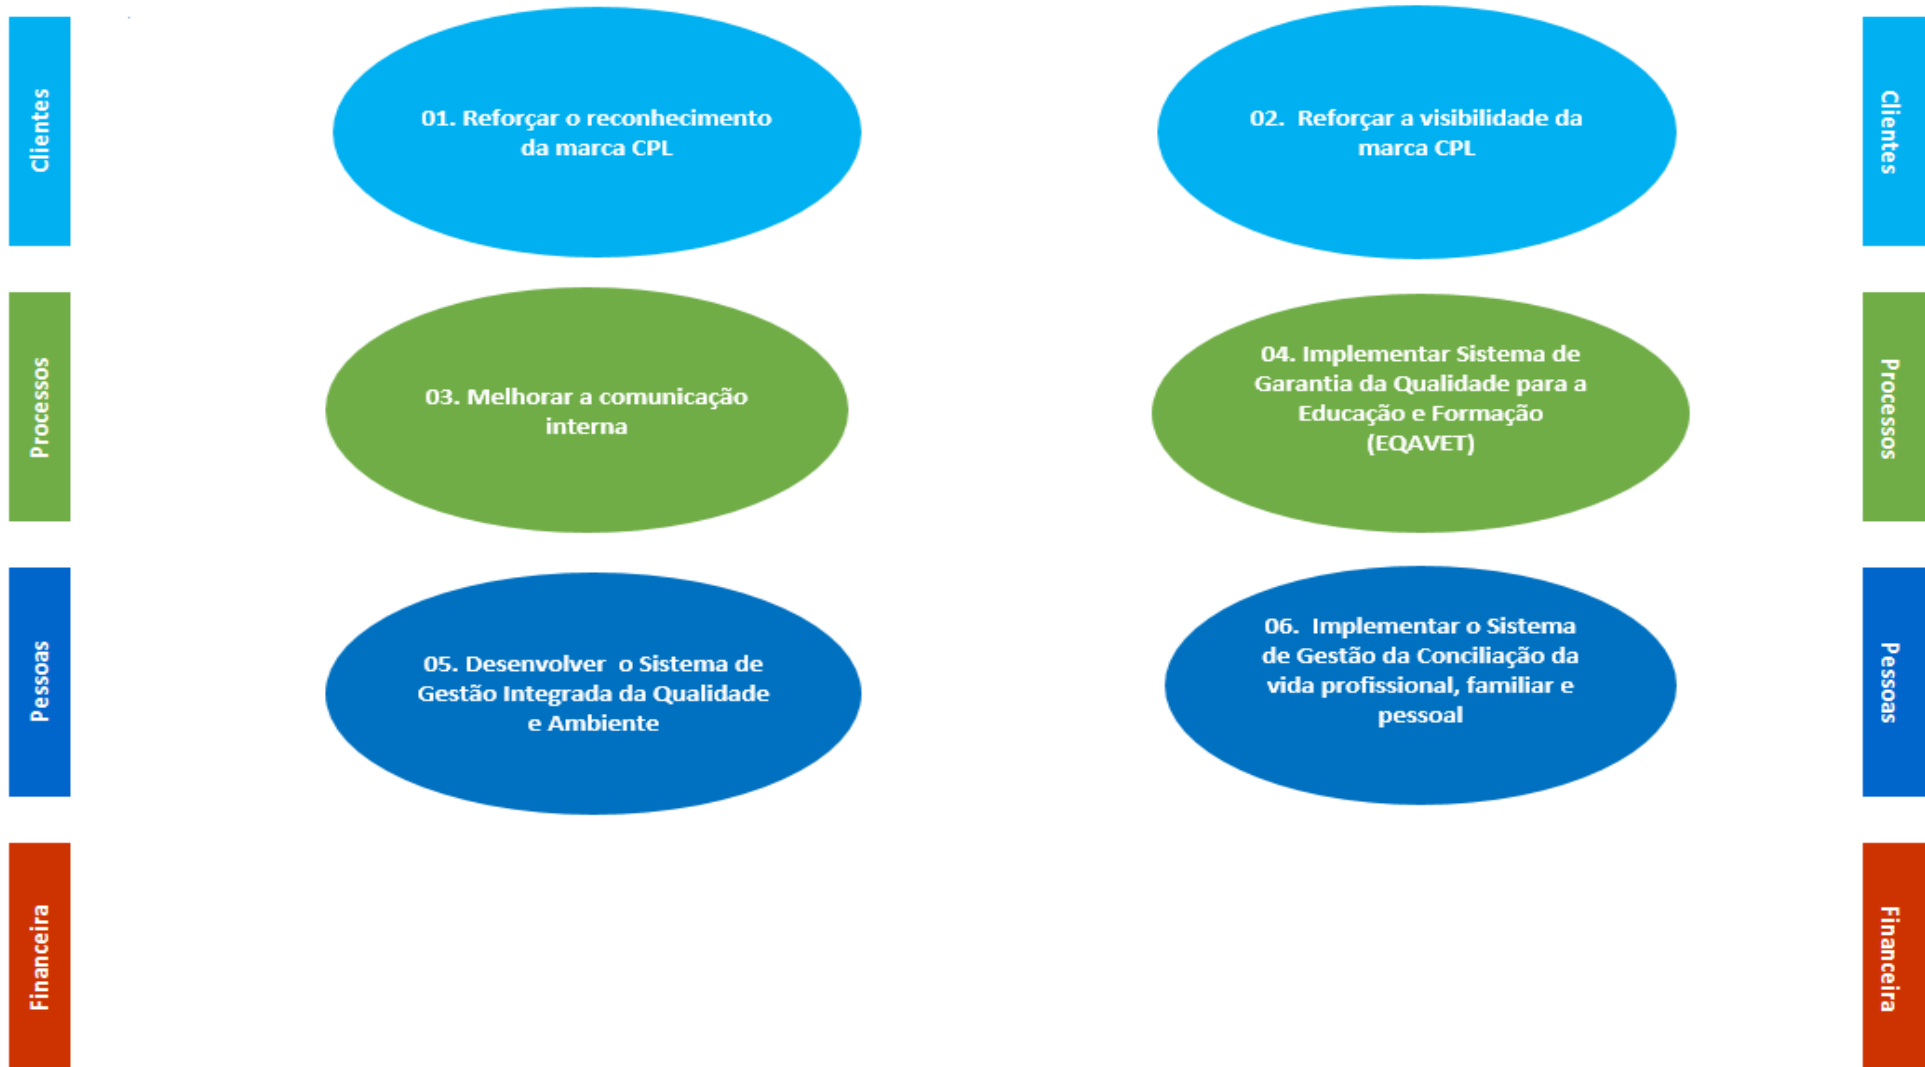 Clientes
01. Reforçar o reconhecimento
da marca CPL
02. Reforçar a visibilidade da
marca CPL
Clientes
Processos
03. Melhorar a comunicação
interna
04. Implementar Sistema de
Garantia da Qualidade para a
Educação e Formação
(EQAVET)
Processos
Pessoas
05. Desenvolver o Sistema de
Gestão Integrada da Qualidade
e Ambiente
06. Implementar o Sistema
de Gestão da Conciliação da
vida profissional, familiar e
pessoal
Pessoas
Financeira
Financeira